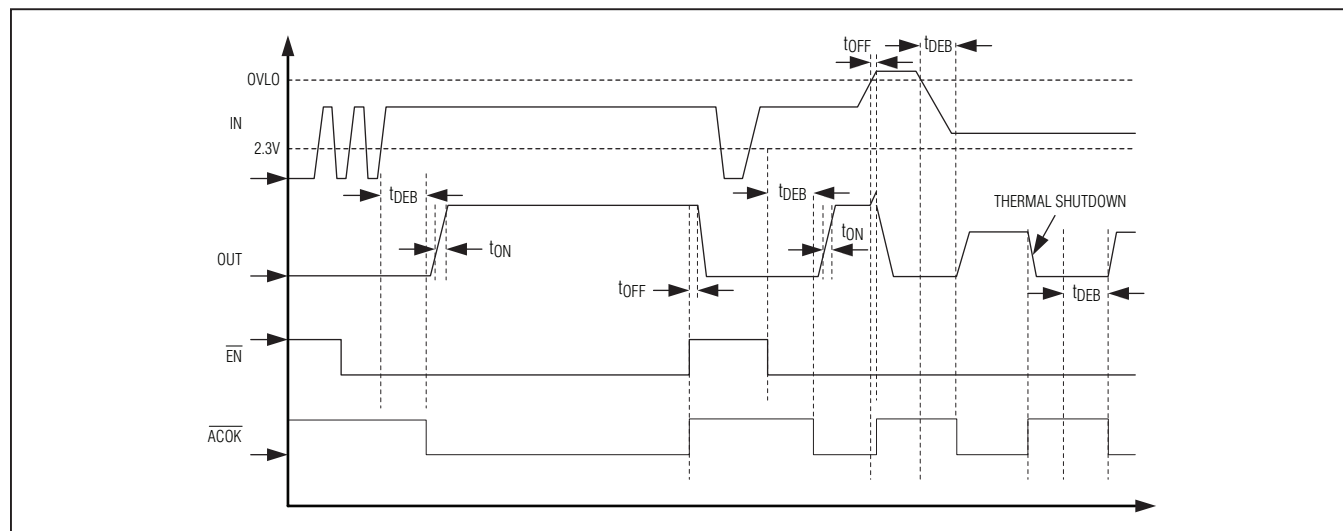 tOFF
tDEB
OVLO
IN
2.3V
tDEB
tDEB
THERMAL SHUTDOWN
tON
tON
OUT
tOFF
tDEB
EN
ACOK